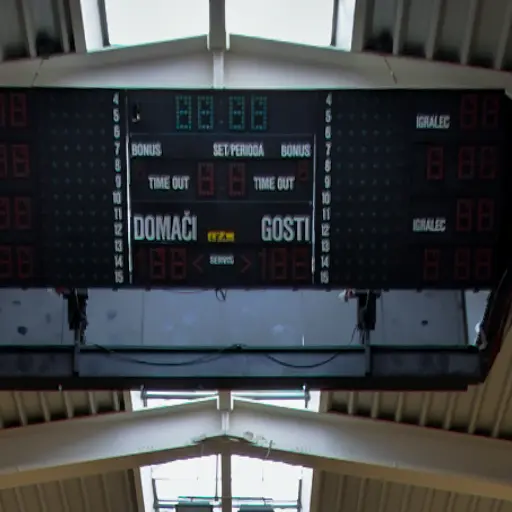 4 4
5 5
6 6 IGRALEC
7 BONUS SET/PERIODA BONUS 7
8 8
9 TIME OUT TIME OUT 9
10 10
11 11
12 DOMAČI GOSTI 12 IGRALEC
13 13
14 SERVIS 14
15 15